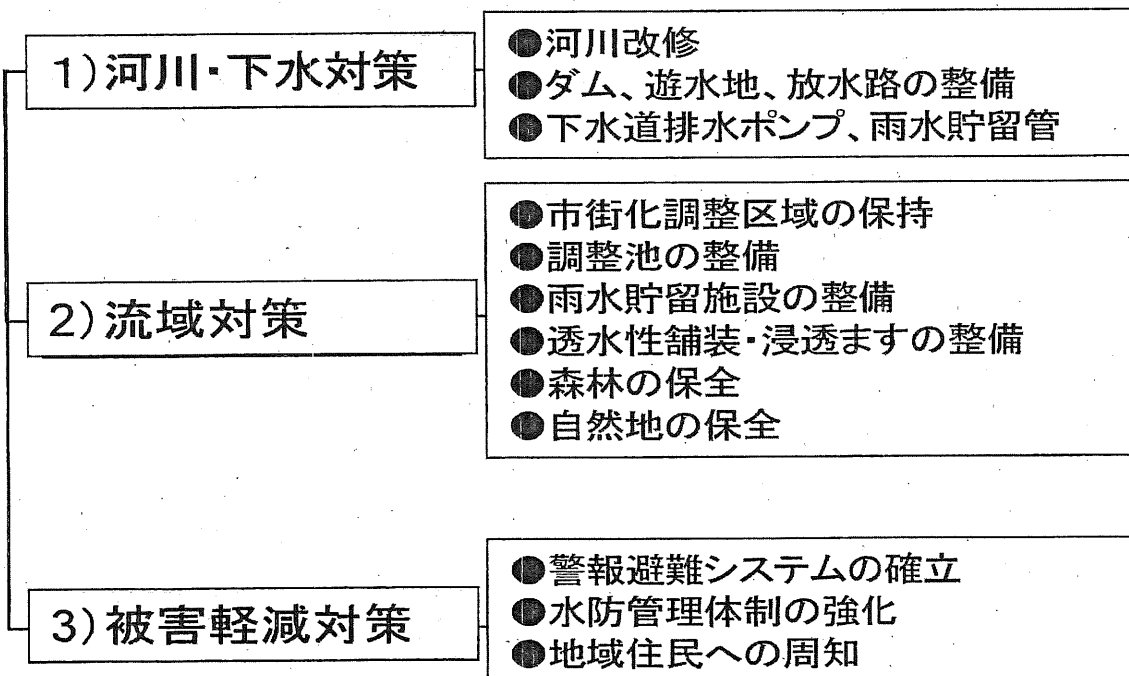 1)河川・下水対策
●河川改修
●ダム、遊水地、放水路の整備
●下水道排水ポンプ、雨水貯留管
2)流域対策
●市街化調整区域の保持
●調整池の整備
●雨水貯留施設の整備
●透水性舗装・浸透ますの整備
●森林の保全
●自然地の保全
3)被害軽減対策
●警報避難システムの確立
●水防管理体制の強化
●地域住民への周知